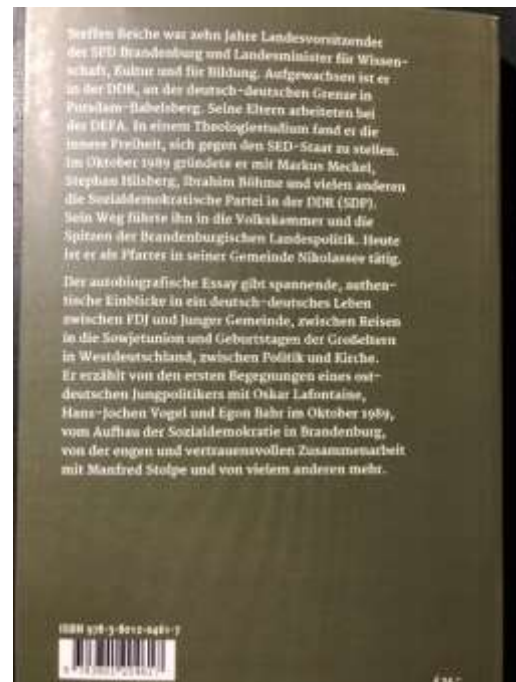 Steffen Reiche war zehn Jahre Landesvorsitzender
der SPD Brandenburg und Landesminister für Wissen-
schaft, Kultur und für Bildung. Aufgewachsen ist er
in der DDR, an der deutsch-deutschen Grenze in
Potsdam-Babelsberg. Seine Eltern arbeiteten bei
der DEFA. In einem Theologiestudium fand er die
innere Freiheit, sich gegen den SED-Staat zu stellen.
Im Oktober 1989 gründete er mit Markus Meckel,
Stephan Hilsberg, Ibrahim Böhme und vielen anderen
die Sozialdemokratische Partei in der DDR (SDP).
Sein Weg führte ihn in die Volkskammer und die
Spitzen der Brandenburgischen Landespolitik. Heute
ist er als Pfarrer in seiner Gemeinde Nikolassee tätig.
Der autobiografische Essay gibt spannende, authen-
tische Einblicke in ein deutsch-deutsches Leben
zwischen FDJ und Junger Gemeinde, zwischen Reisen
in die Sowjetunion und Geburtstagen der Großeltern
in Westdeutschland, zwischen Politik und Kirche.
Er erzählt von den ersten Begegnungen eines ost-
deutschen Jungpolitikers mit Oskar Lafontaine,
Hans-Jochen Vogel und Egon Bahr im Oktober 1989,
vom Aufbau der Sozialdemokratie in Brandenburg,
von der engen und vertrauensvollen Zusammenarbeit
mit Manfred Stolpe und von vielem anderen mehr.
ISBN 978-3-8012-0461-7